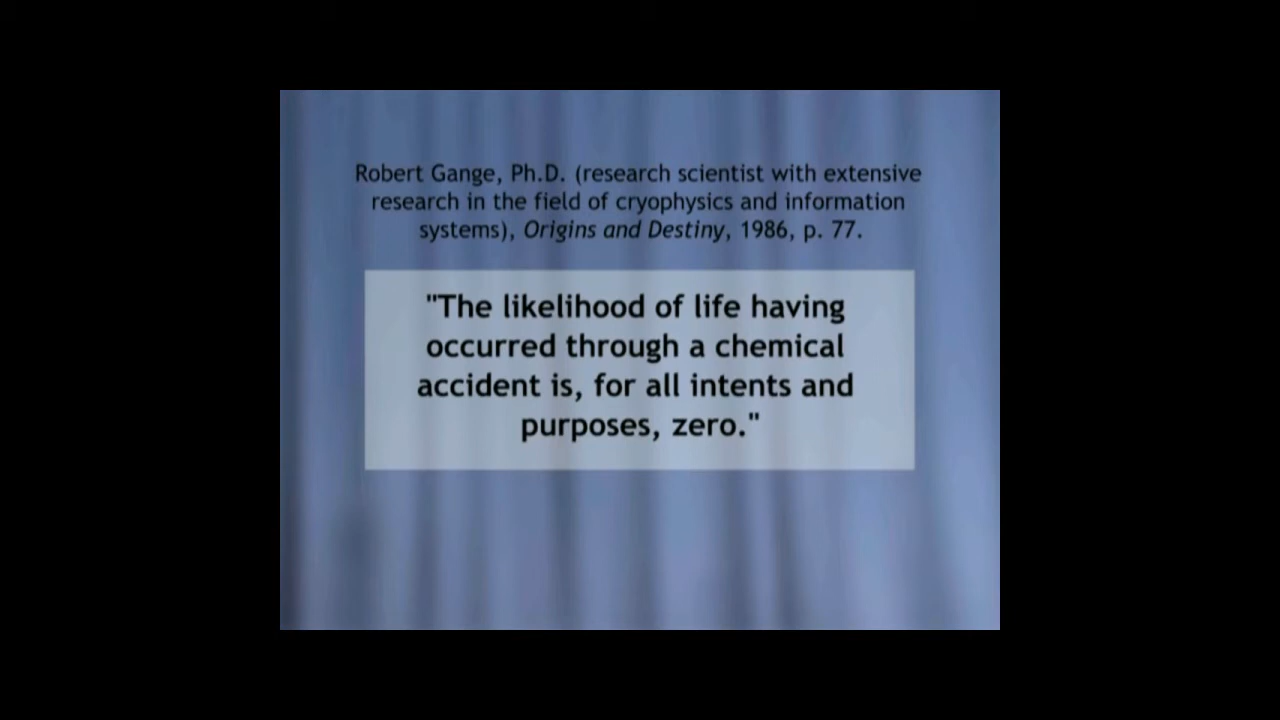 Robert Gange, Ph.D. (research scientist with extensive
research in the field of cryophysics and information
systems), Origins and Destiny, 1986, p. 77.
"The likelihood of life having
occurred through a chemical
accident is, for all intents and
purposes, zero."